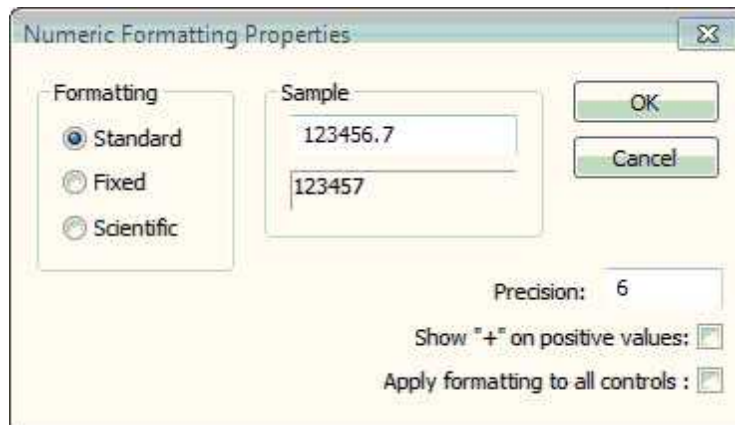 Numeric Formatting Properties
Formatting
Standard
Fixed
Scientific
Sample
123456.7
123457
OK
Cancel
Precision: 6
Show "+" on positive values:
Apply formatting to all controls :